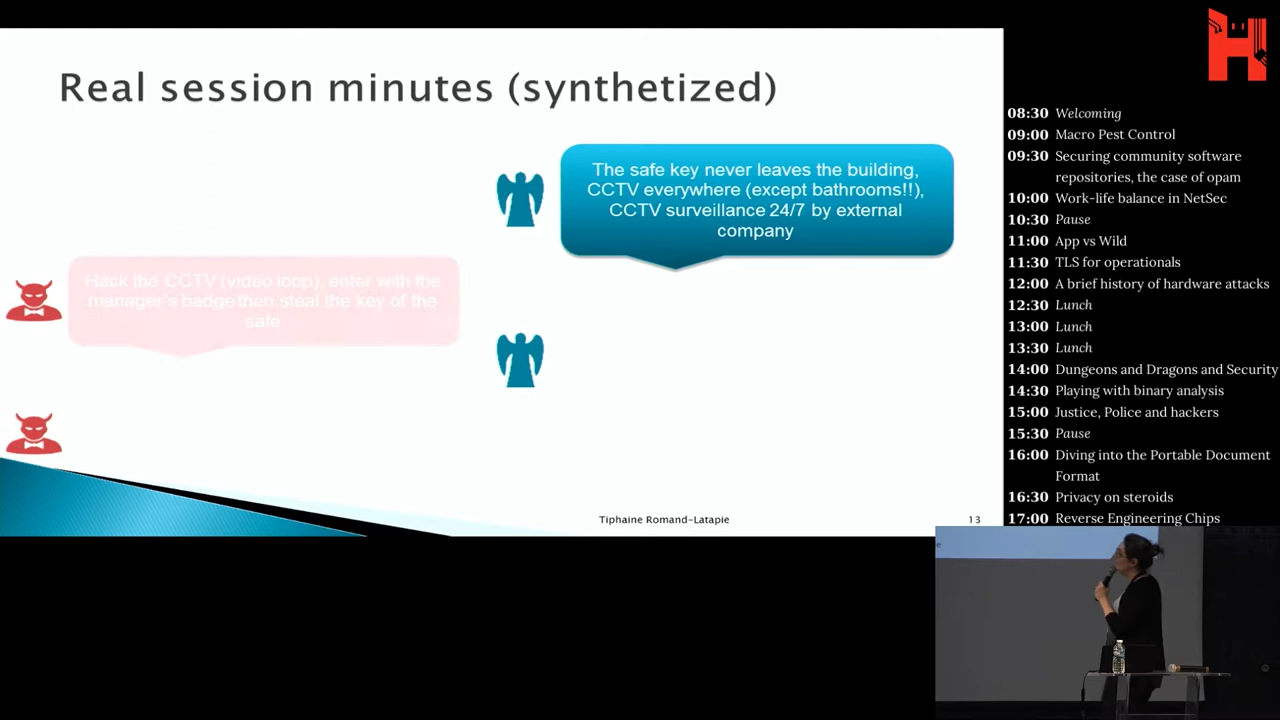 Real session minutes (synthetized)
The safe key never leaves the building,
CCTV everywhere (except bathrooms!!),
CCTV surveillance 24/7 by external
company
Hack the CCTV (video loop), enter with the
manager's badge then steal the key of the
safe
Tiphaine Romand-Latapie
13
H
08:30 Welcoming
09:00 Macro Pest Control
09:30 Securing community software
repositories, the case of opam
10:00 Work-life balance in NetSec
10:30 Pause
11:00 App vs Wild
11:30 TLS for operationals
12:00 A brief history of hardware attacks
12:30 Lunch
13:00 Lunch
13:30 Lunch
14:00 Dungeons and Dragons and Security
14:30 Playing with binary analysis
15:00 Justice, Police and hackers
15:30 Pause
16:00 Diving into the Portable Document
Format
16:30 Privacy on steroids
17:00 Reverse Engineering Chips